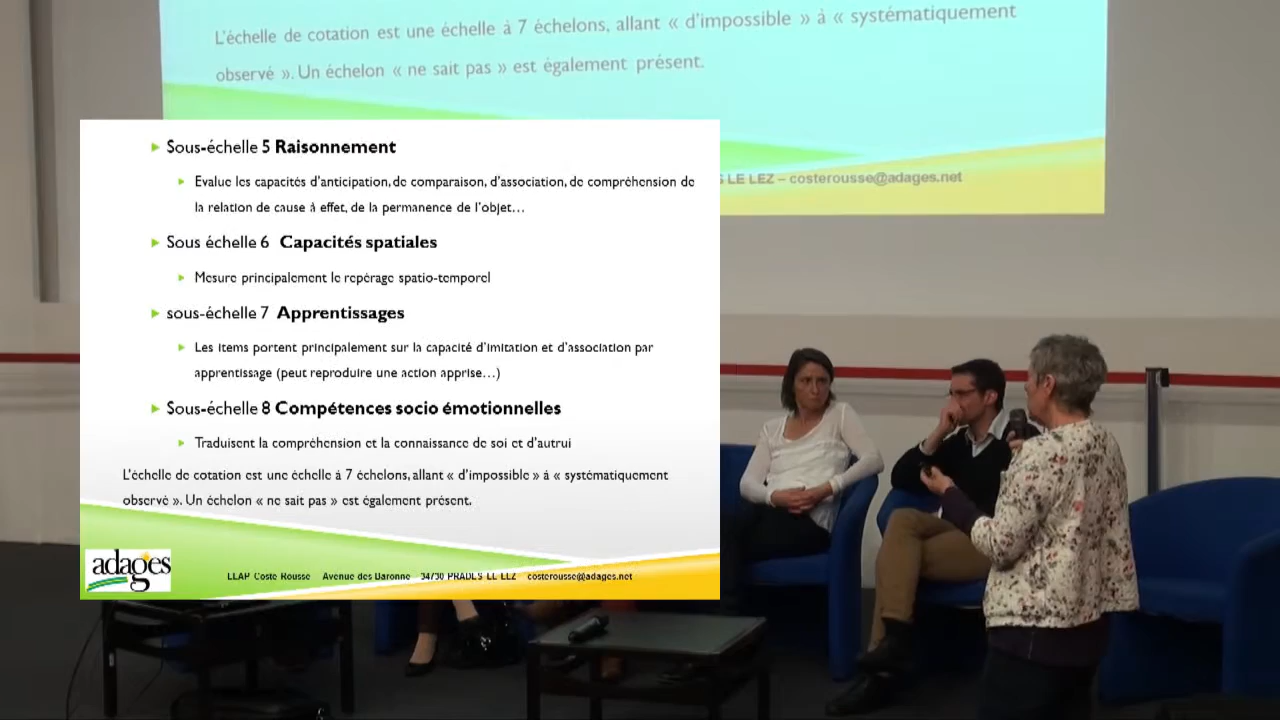 L'échelle de cotation est une échelle à 7 échelons, allant « d'impossible » à « systématiquement
observé ». Un échelon « ne sait pas » est également présent.
LE LEZ – costerousse@adages.net
Sous-échelle 5 Raisonnement
Evalue les capacités d'anticipation, de comparaison, d'association, de compréhension de
la relation de cause à effet, de la permanence de l'objet…
Sous échelle 6 Capacités spatiales
Mesure principalement le repérage spatio-temporel
sous-échelle 7 Apprentissages
Les items portent principalement sur la capacité d'imitation et d'association par
apprentissage (peut reproduire une action apprise…)
Sous-échelle 8 Compétences socio émotionnelles
Traduisent la compréhension et la connaissance de soi et d'autrui
L'échelle de cotation est une échelle à 7 échelons, allant « d'impossible » à « systématiquement
observé ». Un échelon « ne sait pas » est également présent.
adages
EEAP Coste Rousse Avenue des Baronne 34730 PRADES LE LEZ costerousse@adages.net